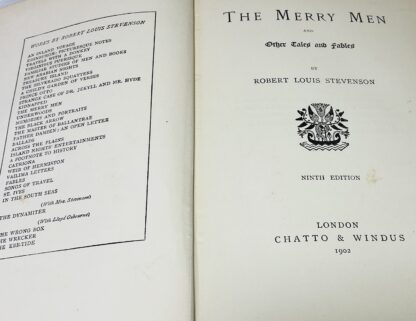 WORKS BY ROBERT LOUIS STEVENSON
AN INLAND VOYAGE
EDINBURGH: PICTURESQUE NOTES
TRAVELS WITH A DONKEY
VIRGINIBUS PUERISQUE
FAMILIAR STUDIES OF MEN AND BOOKS
NEW ARABIAN NIGHTS
TREASURE ISLAND
THE SILVERADO SQUATTERS
A CHILD'S GARDEN OF VERSES
PRINCE OTTO
STRANGE CASE OF DR. JEKYLL AND MR. HYDE
KIDNAPPED
THE MERRY MEN
UNDERWOODS
MEMORIES AND PORTRAITS
THE BLACK ARROW
THE MASTER OF BALLANTRAE
FATHER DAMIEN: AN OPEN LETTER
BALLADS
ACROSS THE PLAINS
ISLAND NIGHTS ENTERTAINMENTS
A FOOTNOTE TO HISTORY
CATRIONA
WEIR OF HERMISTON
VAILIMA LETTERS
FABLES
SONGS OF TRAVEL
ST. IVES
IN THE SOUTH SEAS
(With Mrs. Stevenson)
THE DYNAMITER
(With Lloyd Osbourne)
THE WRONG BOX
THE WRECKER
THE EBB-TIDE
THE MERRY MEN
AND
Other Tales and Fables
BY
ROBERT LOUIS STEVENSON
NINTH EDITION
LONDON
CHATTO & WINDUS
1902